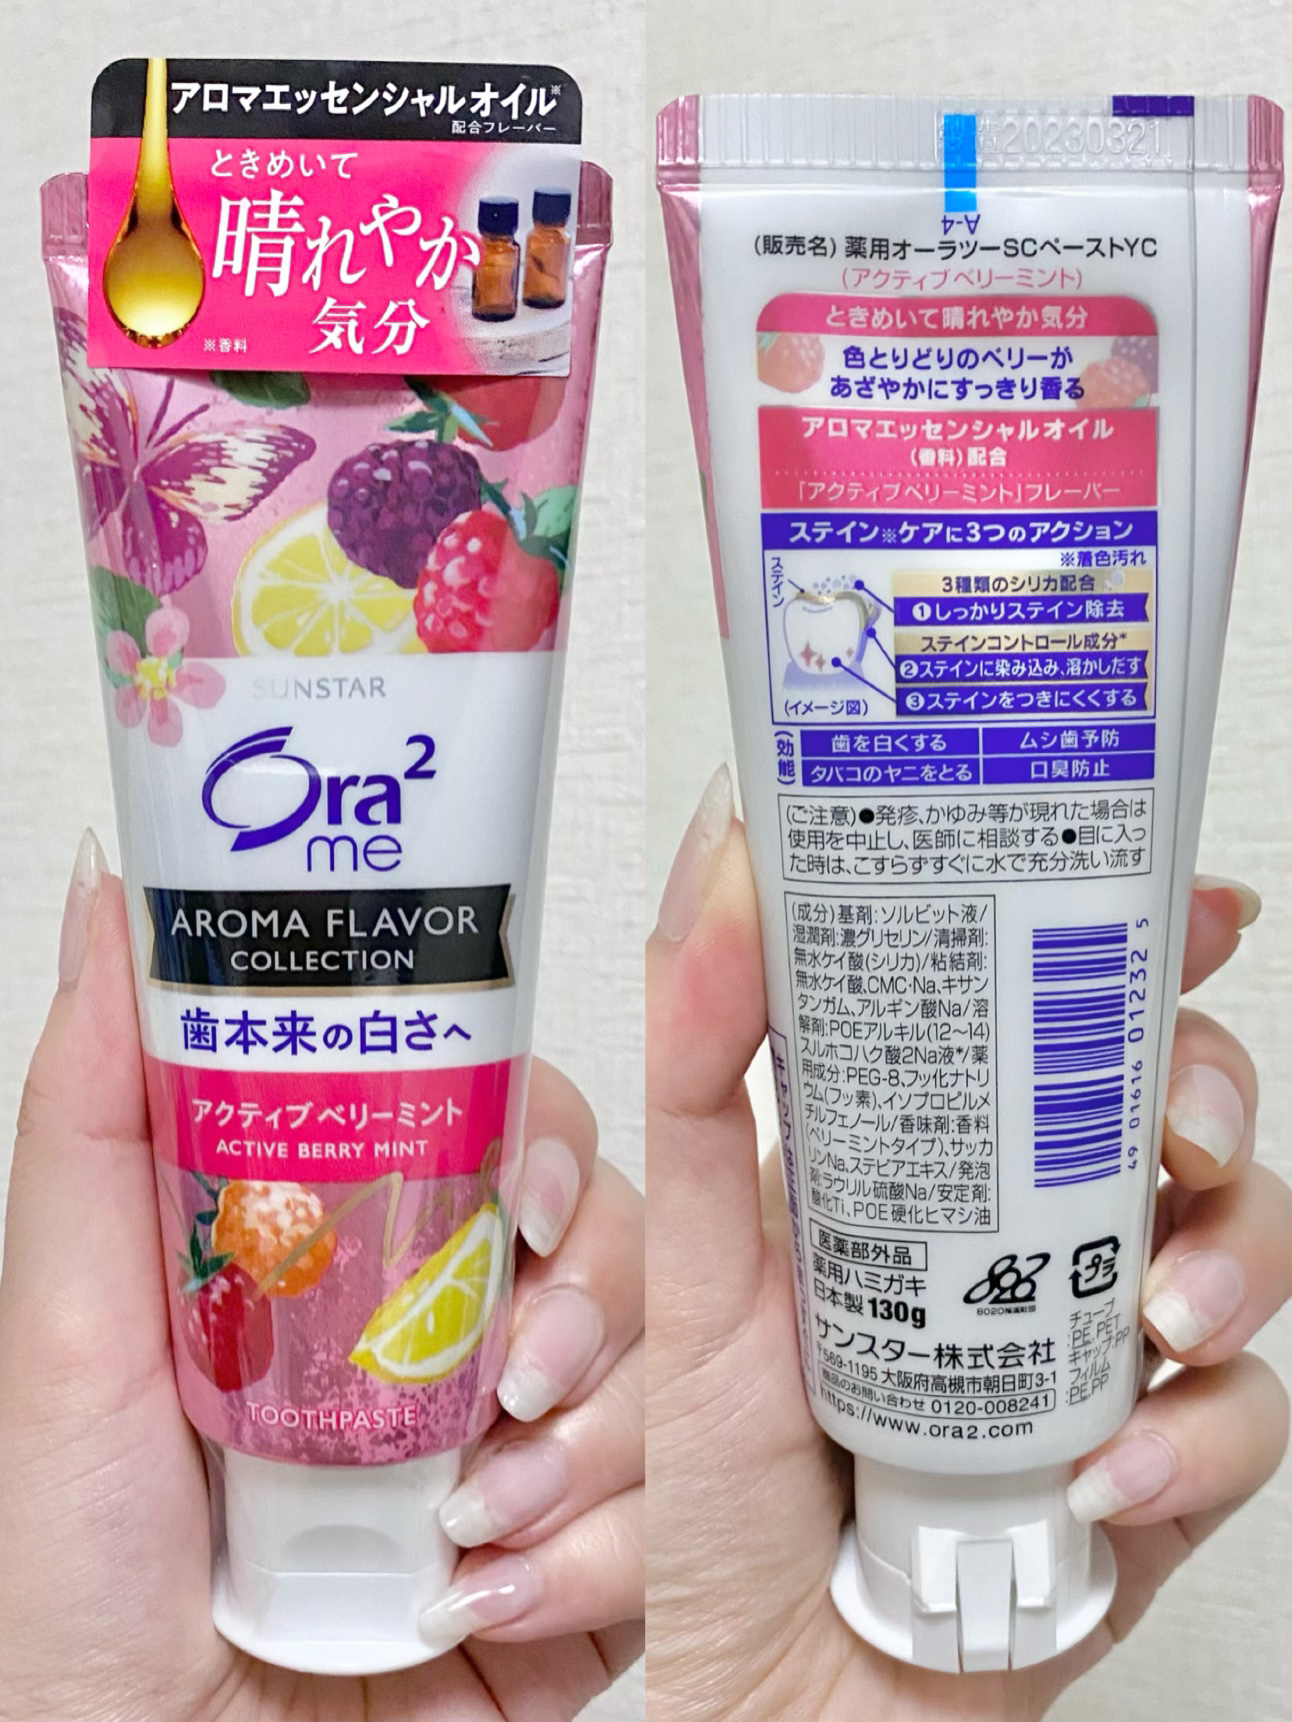 アロマエッセンシャルオイル※
配合フレーバー
ときめいて
晴れやか
気分
※香料
SUNSTAR
Ora²
me
AROMA FLAVOR
COLLECTION
歯本来の白さへ
アクティブベリーミント
ACTIVE BERRY MINT
TOOTHPASTE
製造20230321
A-4
(販売名)薬用オーラツーSCペーストYC
(アクティブベリーミント)
ときめいて晴れやか気分
色とりどりのベリーが
あざやかにすっきり香る
アロマエッセンシャルオイル
(香料)配合
「アクティブベリーミント」フレーバー
ステイン※ケアに3つのアクション
※着色汚れ
ステイン
3種類のシリカ配合
❶しっかりステイン除去
ステインコントロール成分*
❷ステインに染み込み、溶かしだす
❸ステインをつきにくくする
(イメージ図)
(効能)
歯を白くする
ムシ歯予防
タバコのヤニをとる
口臭防止
(ご注意)●発疹、かゆみ等が現れた場合は
使用を中止し、医師に相談する●目に入っ
た時は、こすらずすぐに水で充分洗い流す
(成分)基剤:ソルビット液/
湿潤剤:濃グリセリン/清掃剤:
無水ケイ酸(シリカ)/粘結剤:
無水ケイ酸、CMC・Na、キサン
タンガム、アルギン酸Na/溶
解剤:POEアルキル(12〜14)
スルホコハク酸2Na液*/薬
用成分:PEG-8、フッ化ナトリ
ウム(フッ素)、イソプロピルメ
チルフェノール/香味剤:香料
(ベリーミントタイプ)、サッカ
リンNa、ステビアエキス/発泡
剤:ラウリル硫酸Na/安定剤:
酸化Ti、POE硬化ヒマシ油
49 01616 01232 5
医薬部外品
薬用ハミガキ
日本製 130g
8020推進財団
プラ
チューブ
:PE,PET
キャップ:PP
フィルム
:PE,PP
サンスター株式会社
〒569-1195 大阪府高槻市朝日町3-1
商品のお問い合わせ 0120-008241
https://www.ora2.com